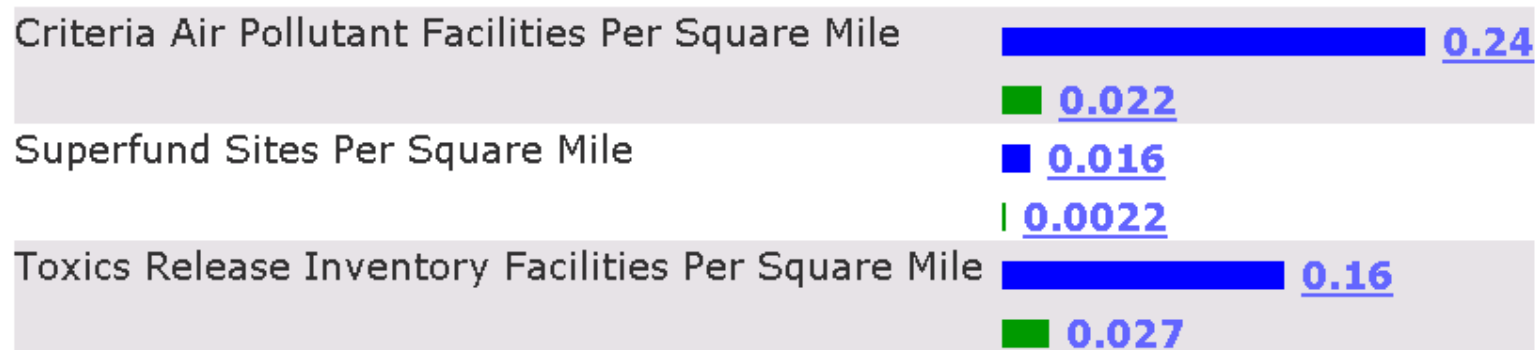 Criteria Air Pollutant Facilities Per Square Mile 0.24
0.022
Superfund Sites Per Square Mile 0.016
0.0022
Toxics Release Inventory Facilities Per Square Mile 0.16
0.027